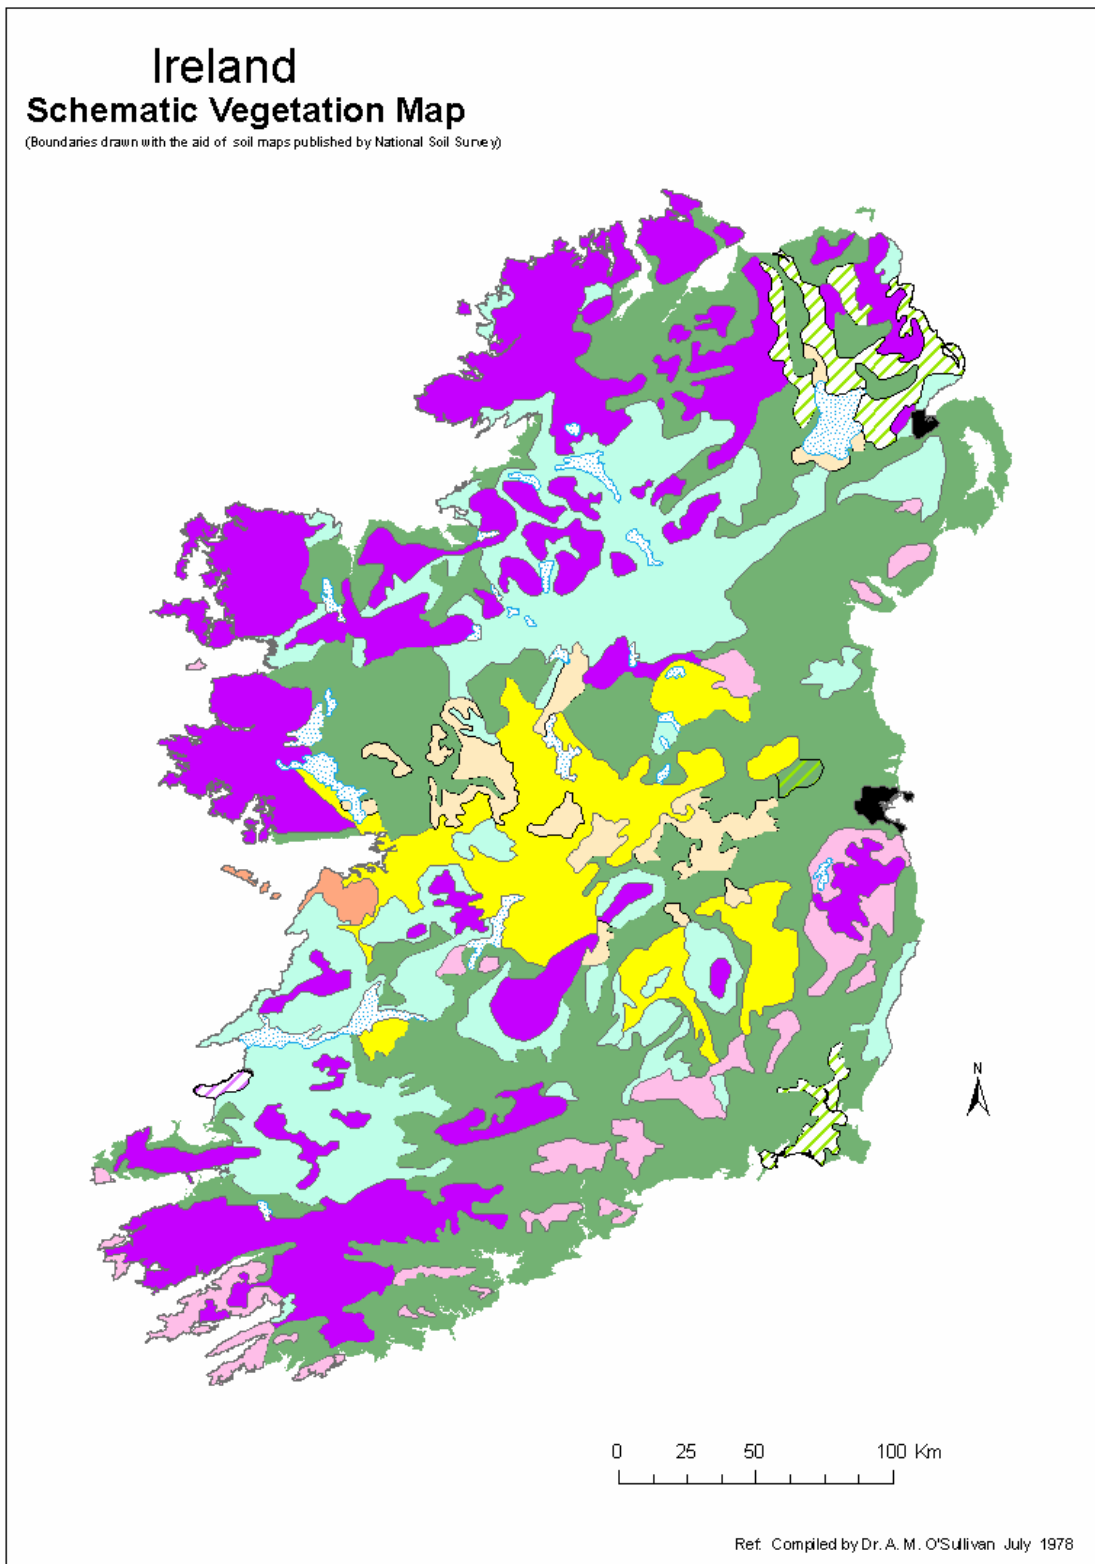 Ireland
Schematic Vegetation Map
(Boundaries drawn with the aid of soil maps published by National Soil Survey)
N
0 25 50 100 Km
Ref: Compiled by Dr. A. M. O'Sullivan July 1978